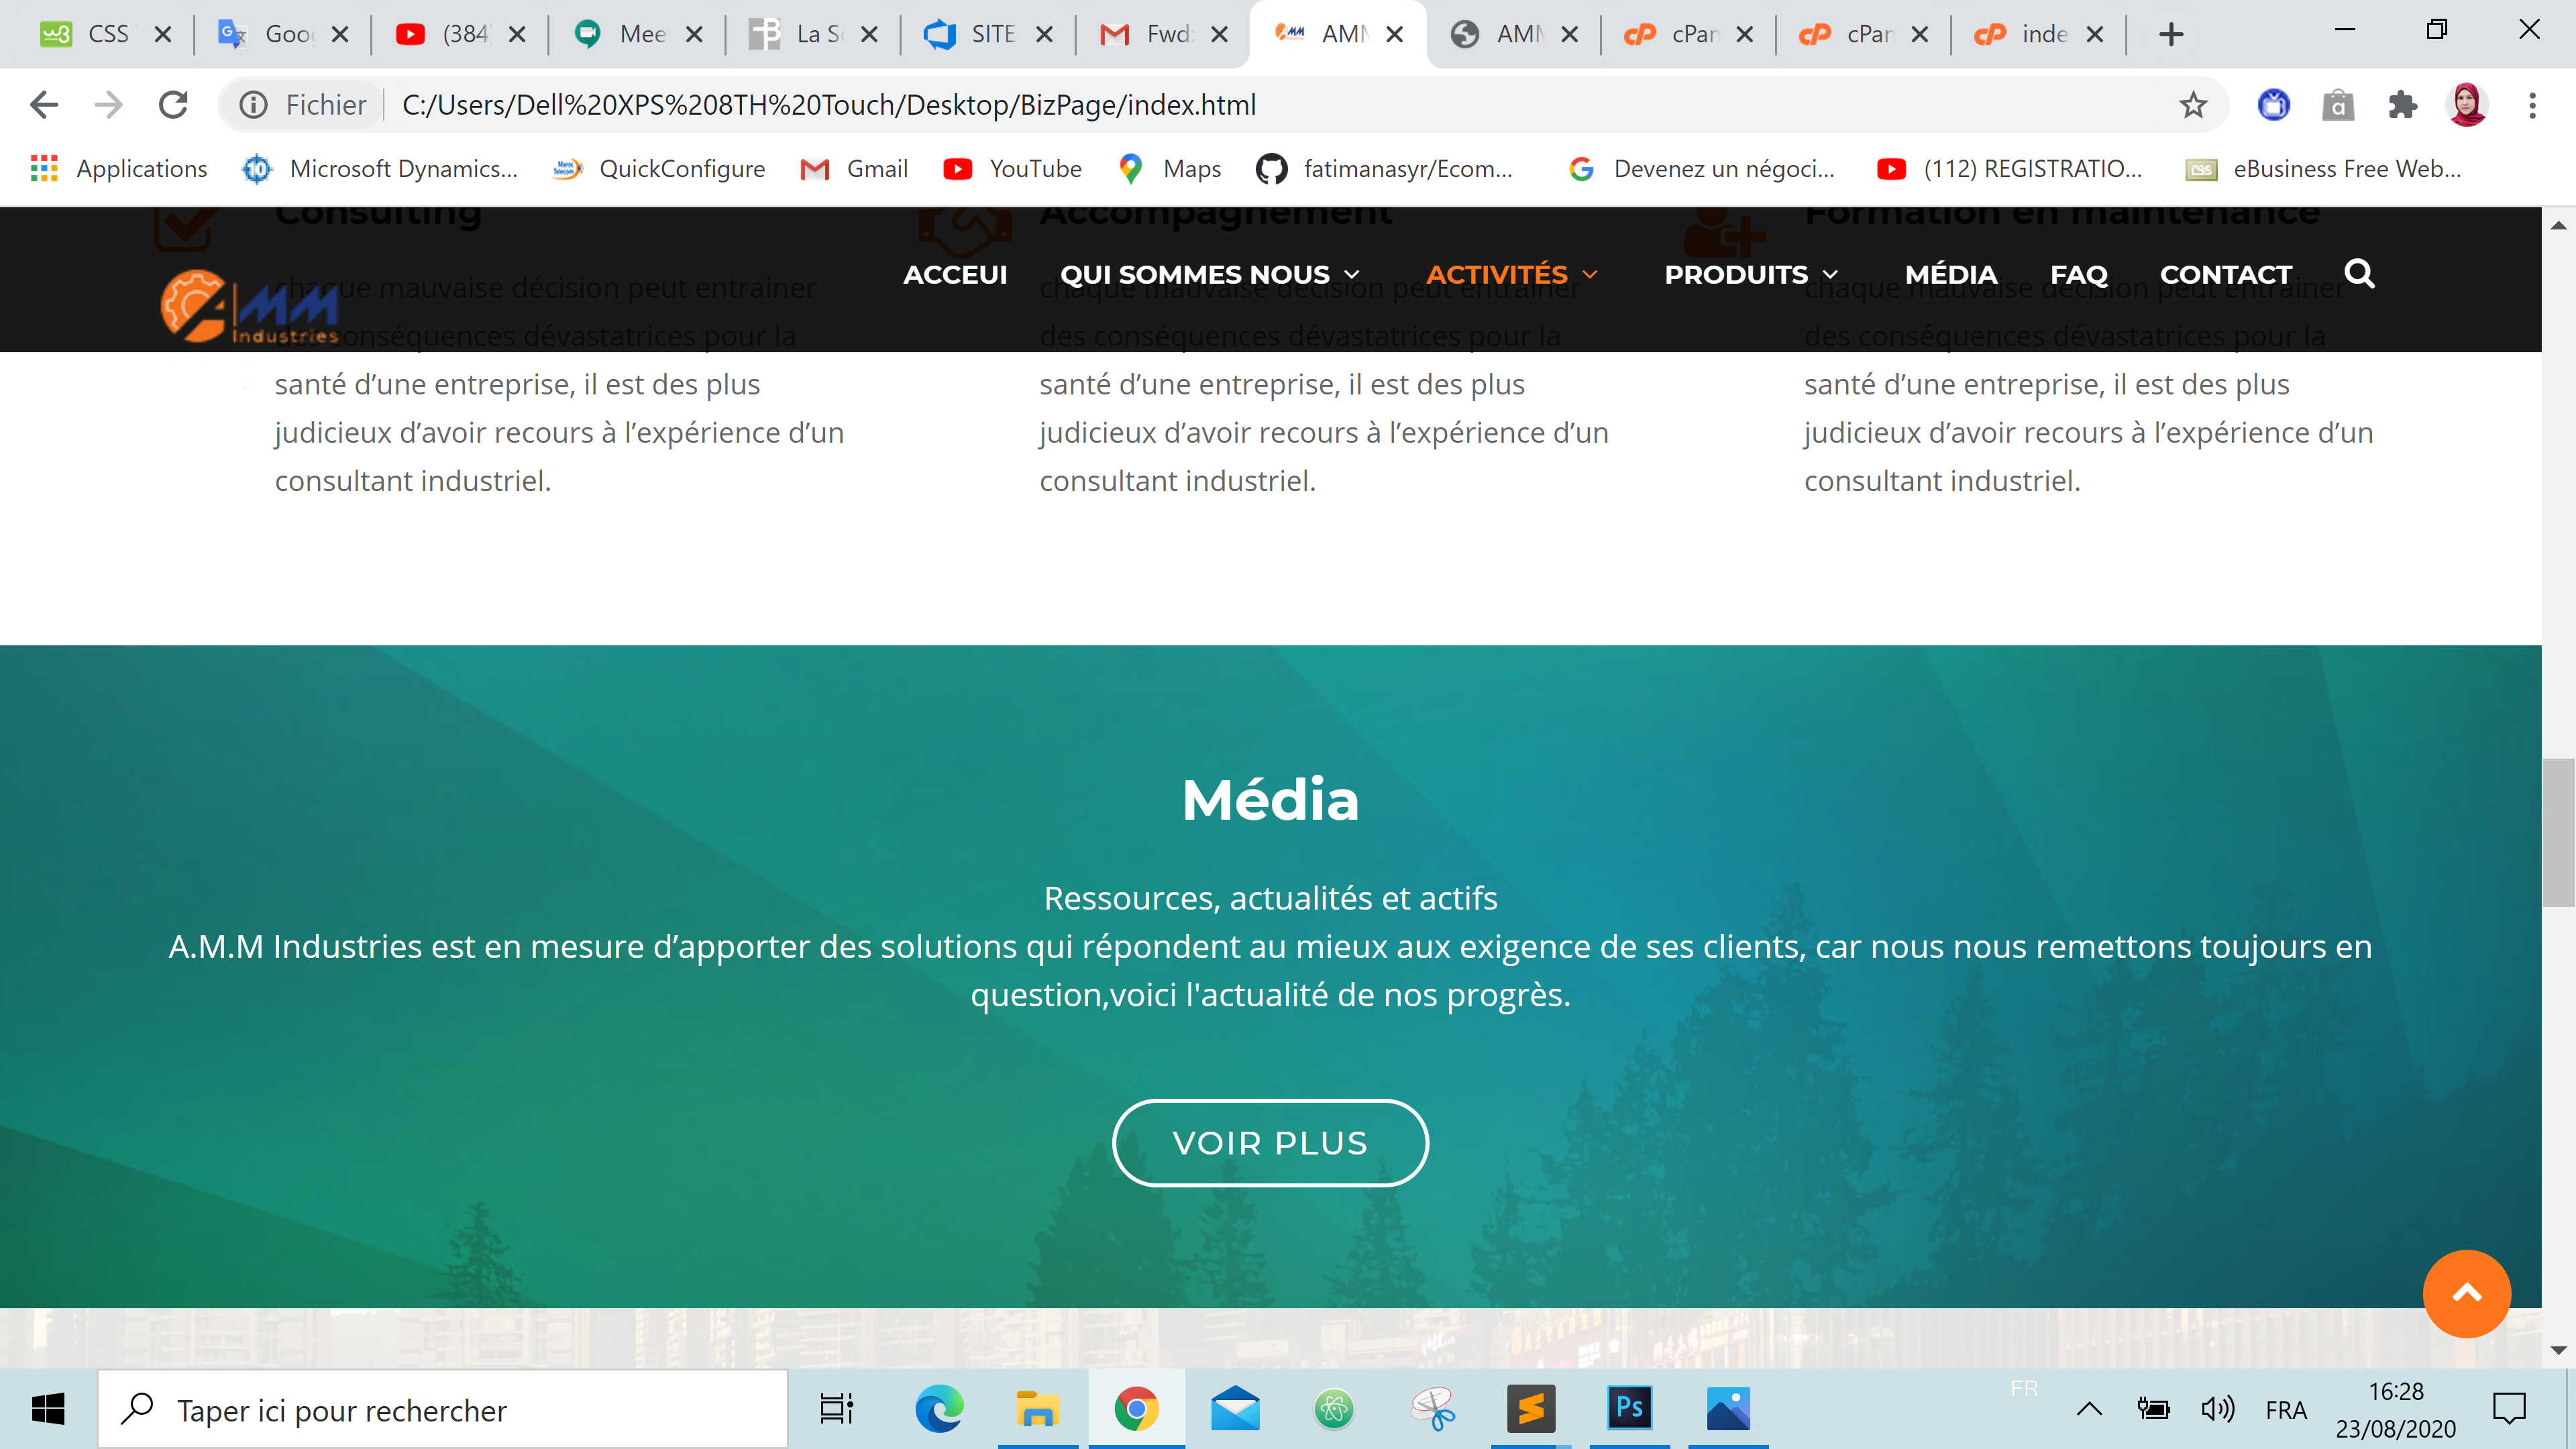 CSS
Goo
(384)
Mee
La S
SITE
Fwd:
AMM
AMM
cPan
cPan
inde
Fichier
C:/Users/Dell%20XPS%208TH%20Touch/Desktop/BizPage/index.html
Applications
Microsoft Dynamics...
QuickConfigure
Gmail
YouTube
Maps
fatimanasyr/Ecom...
Devenez un négoci...
(112) REGISTRATIO...
eBusiness Free Web...
Consulting
Accompagnement
Formation en maintenance
AMM
Industries
ACCEUI
QUI SOMMES NOUS
ACTIVITÉS
PRODUITS
MÉDIA
FAQ
CONTACT
chaque mauvaise décision peut entrainer
des conséquences dévastatrices pour la
santé d’une entreprise, il est des plus
judicieux d’avoir recours à l’expérience d’un
consultant industriel.
chaque mauvaise décision peut entrainer
des conséquences dévastatrices pour la
santé d’une entreprise, il est des plus
judicieux d’avoir recours à l’expérience d’un
consultant industriel.
chaque mauvaise décision peut entrainer
des conséquences dévastatrices pour la
santé d’une entreprise, il est des plus
judicieux d’avoir recours à l’expérience d’un
consultant industriel.
Média
Ressources, actualités et actifs
A.M.M Industries est en mesure d’apporter des solutions qui répondent au mieux aux exigence de ses clients, car nous nous remettons toujours en
question,voici l'actualité de nos progrès.
VOIR PLUS
Taper ici pour rechercher
Ps
FR
FRA
16:28
23/08/2020